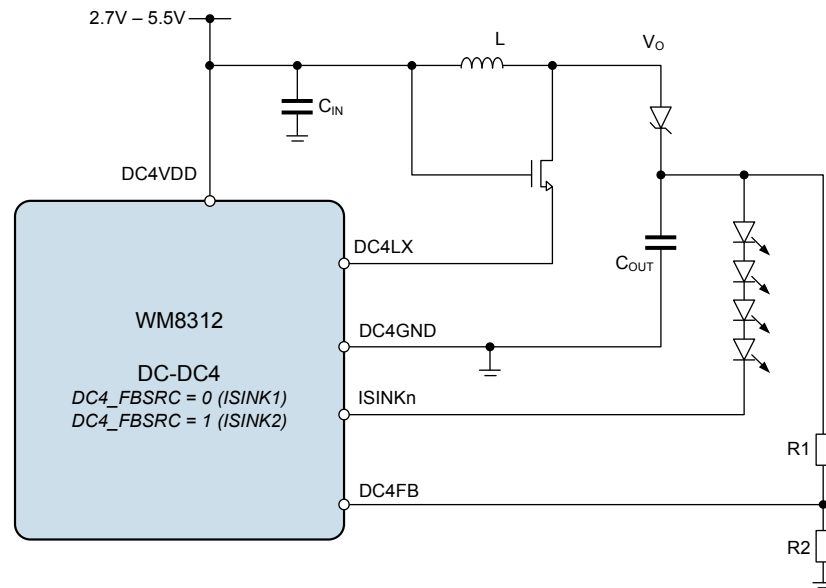 2.7V – 5.5V
L
VO
CIN
DC4VDD
DC4LX
COUT
WM8312
DC4GND
DC-DC4
DC4_FBSRC = 0 (ISINK1)
ISINKn
DC4_FBSRC = 1 (ISINK2)
R1
DC4FB
R2